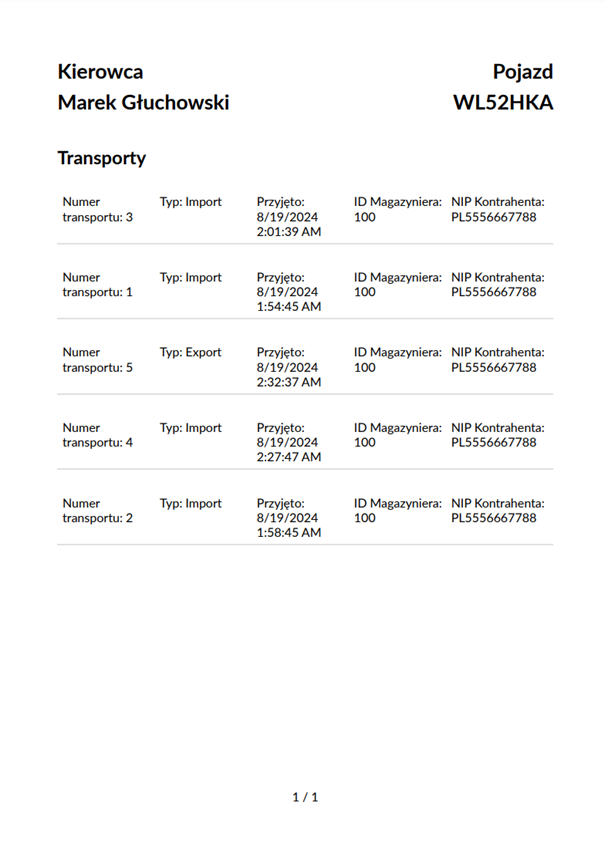 Kierowca
Pojazd
Marek Głuchowski
WL52HKA
Transporty
Numer
transportu: 3
Typ: Import
Przyjęto:
8/19/2024
2:01:39 AM
ID Magazyniera:
100
NIP Kontrahenta:
PL5556667788
Numer
transportu: 1
Typ: Import
Przyjęto:
8/19/2024
1:54:45 AM
ID Magazyniera:
100
NIP Kontrahenta:
PL5556667788
Numer
transportu: 5
Typ: Export
Przyjęto:
8/19/2024
2:32:37 AM
ID Magazyniera:
100
NIP Kontrahenta:
PL5556667788
Numer
transportu: 4
Typ: Import
Przyjęto:
8/19/2024
2:27:47 AM
ID Magazyniera:
100
NIP Kontrahenta:
PL5556667788
Numer
transportu: 2
Typ: Import
Przyjęto:
8/19/2024
1:58:45 AM
ID Magazyniera:
100
NIP Kontrahenta:
PL5556667788
1 / 1